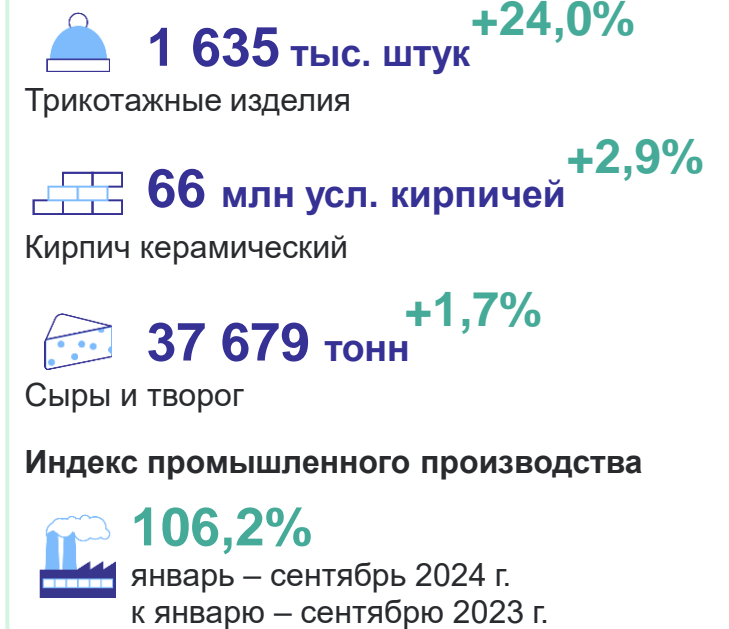 1 635 тыс. штук +24,0%
Трикотажные изделия
66 млн усл. кирпичей +2,9%
Кирпич керамический
37 679 тонн +1,7%
Сыры и творог
Индекс промышленного производства
106,2%
январь – сентябрь 2024 г.
к январю – сентябрю 2023 г.